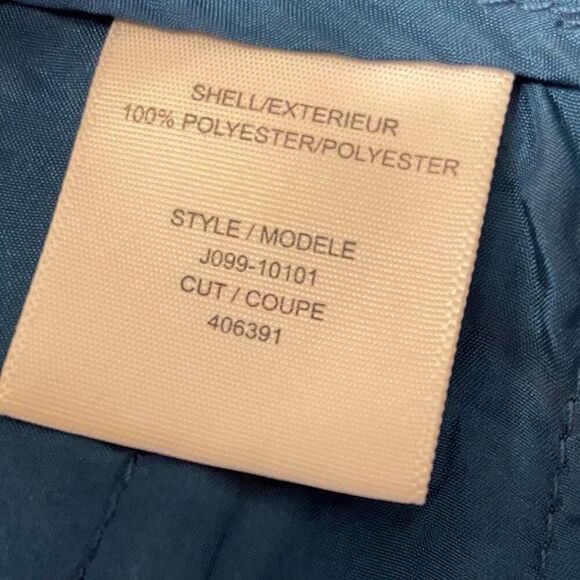 SHELL/EXTERIEUR
100% POLYESTER/POLYESTER
STYLE / MODELE
J099-10101
CUT / COUPE
406391